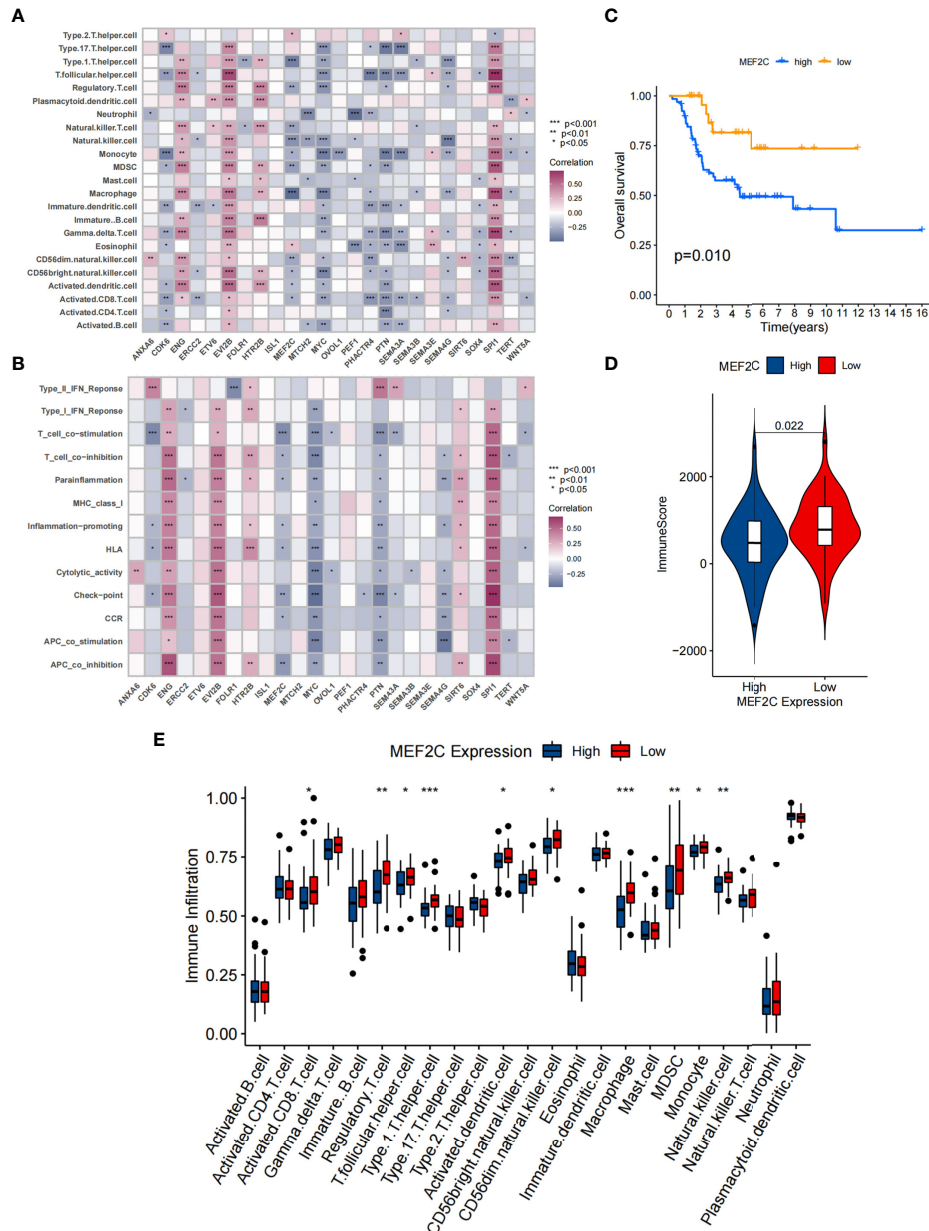 A
Type.2.T.helper.cell
Type.17.T.helper.cell
Type.1.T.helper.cell
T.follicular.helper.cell
Regulatory.T.cell
Plasmacytoid.dendritic.cell
Neutrophil
Natural.killer.T.cell
Natural.killer.cell
Monocyte
MDSC
Mast.cell
Macrophage
Immature.dendritic.cell
Immature..B.cell
Gamma.delta.T.cell
Eosinophil
CD56dim.natural.killer.cell
CD56bright.natural.killer.cell
Activated.dendritic.cell
Activated.CD8.T.cell
Activated.CD4.T.cell
Activated.B.cell
ANXA6 CDK6 ENG ERCC2 ETV6 EVI2B FOLR1 HTR2B ISL1 MEF2C MTCH2 MYC OVOL1 PEF1 PHACTR4 PTN SEMA3A SEMA3B SEMA3E SEMA4G SIRT6 SOX4 SPI1 TERT WNT5A
*** p<0.001
** p<0.01
* p<0.05
Correlation
0.50
0.25
0.00
−0.25
B
Type_II_IFN_Reponse
Type_I_IFN_Reponse
T_cell_co−stimulation
T_cell_co−inhibition
Parainflammation
MHC_class_I
Inflammation−promoting
HLA
Cytolytic_activity
Check−point
CCR
APC_co_stimulation
APC_co_inhibition
ANXA6 CDK6 ENG ERCC2 ETV6 EVI2B FOLR1 HTR2B ISL1 MEF2C MTCH2 MYC OVOL1 PEF1 PHACTR4 PTN SEMA3A SEMA3B SEMA3E SEMA4G SIRT6 SOX4 SPI1 TERT WNT5A
*** p<0.001
** p<0.01
* p<0.05
Correlation
0.50
0.25
0.00
−0.25
C
MEF2C high low
Overall survival
1.00
0.75
0.50
0.25
0.00
p=0.010
0 1 2 3 4 5 6 7 8 9 10 11 12 13 14 15 16
Time(years)
D
MEF2C High Low
0.022
ImmuneScore
2000
0
−2000
High Low
MEF2C Expression
E
MEF2C Expression High Low
* ** * *** * * *** ** * **
Immune Infiltration
1.00
0.75
0.50
0.25
0.00
Activated.B.cell
Activated.CD4.T.cell
Activated.CD8.T.cell
Gamma.delta.T.cell
Immature..B.cell
Regulatory.T.cell
T.follicular.helper.cell
Type.1.T.helper.cell
Type.17.T.helper.cell
Type.2.T.helper.cell
Activated.dendritic.cell
CD56bright.natural.killer.cell
CD56dim.natural.killer.cell
Eosinophil
Immature.dendritic.cell
Macrophage
Mast.cell
MDSC
Monocyte
Natural.killer.cell
Natural.killer.T.cell
Neutrophil
Plasmacytoid.dendritic.cell